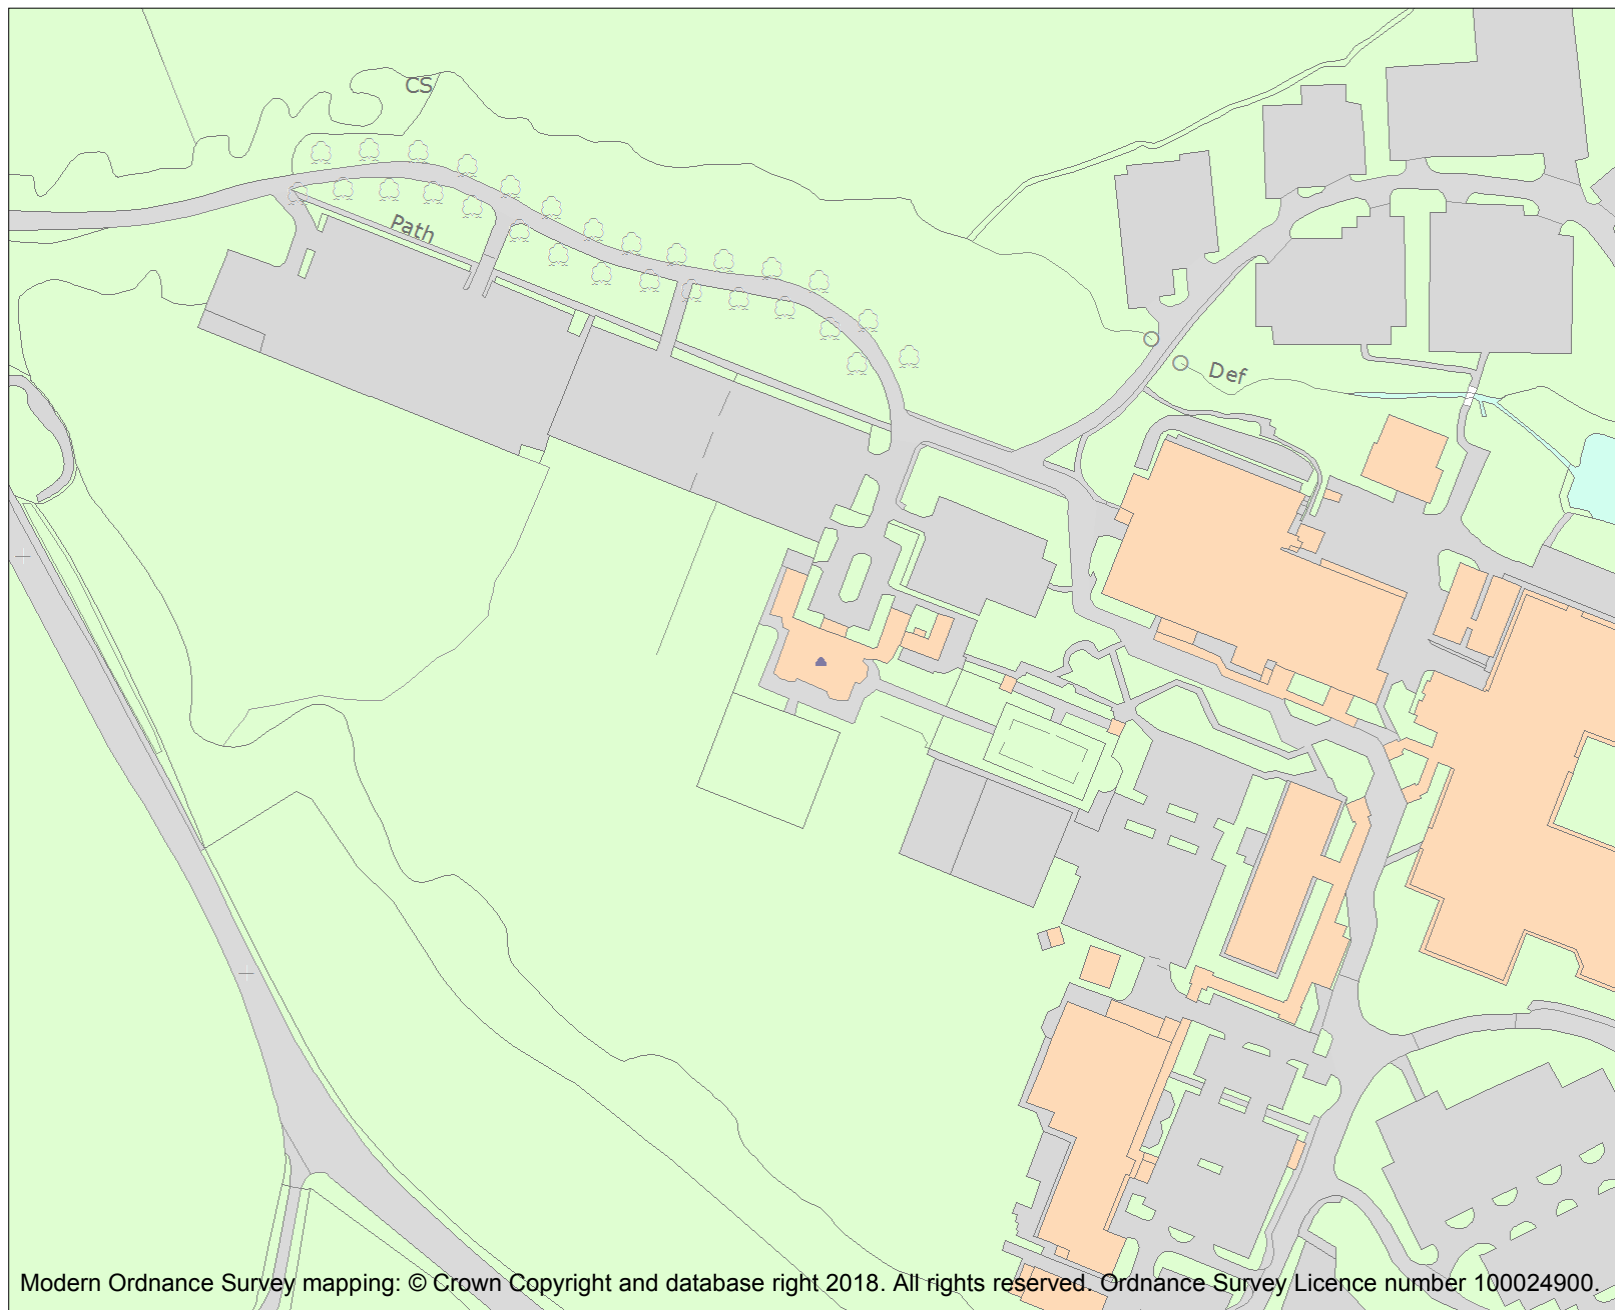 CS
Path
Def
Modern Ordnance Survey mapping: © Crown Copyright and database right 2018. All rights reserved. Ordnance Survey Licence number 100024900.